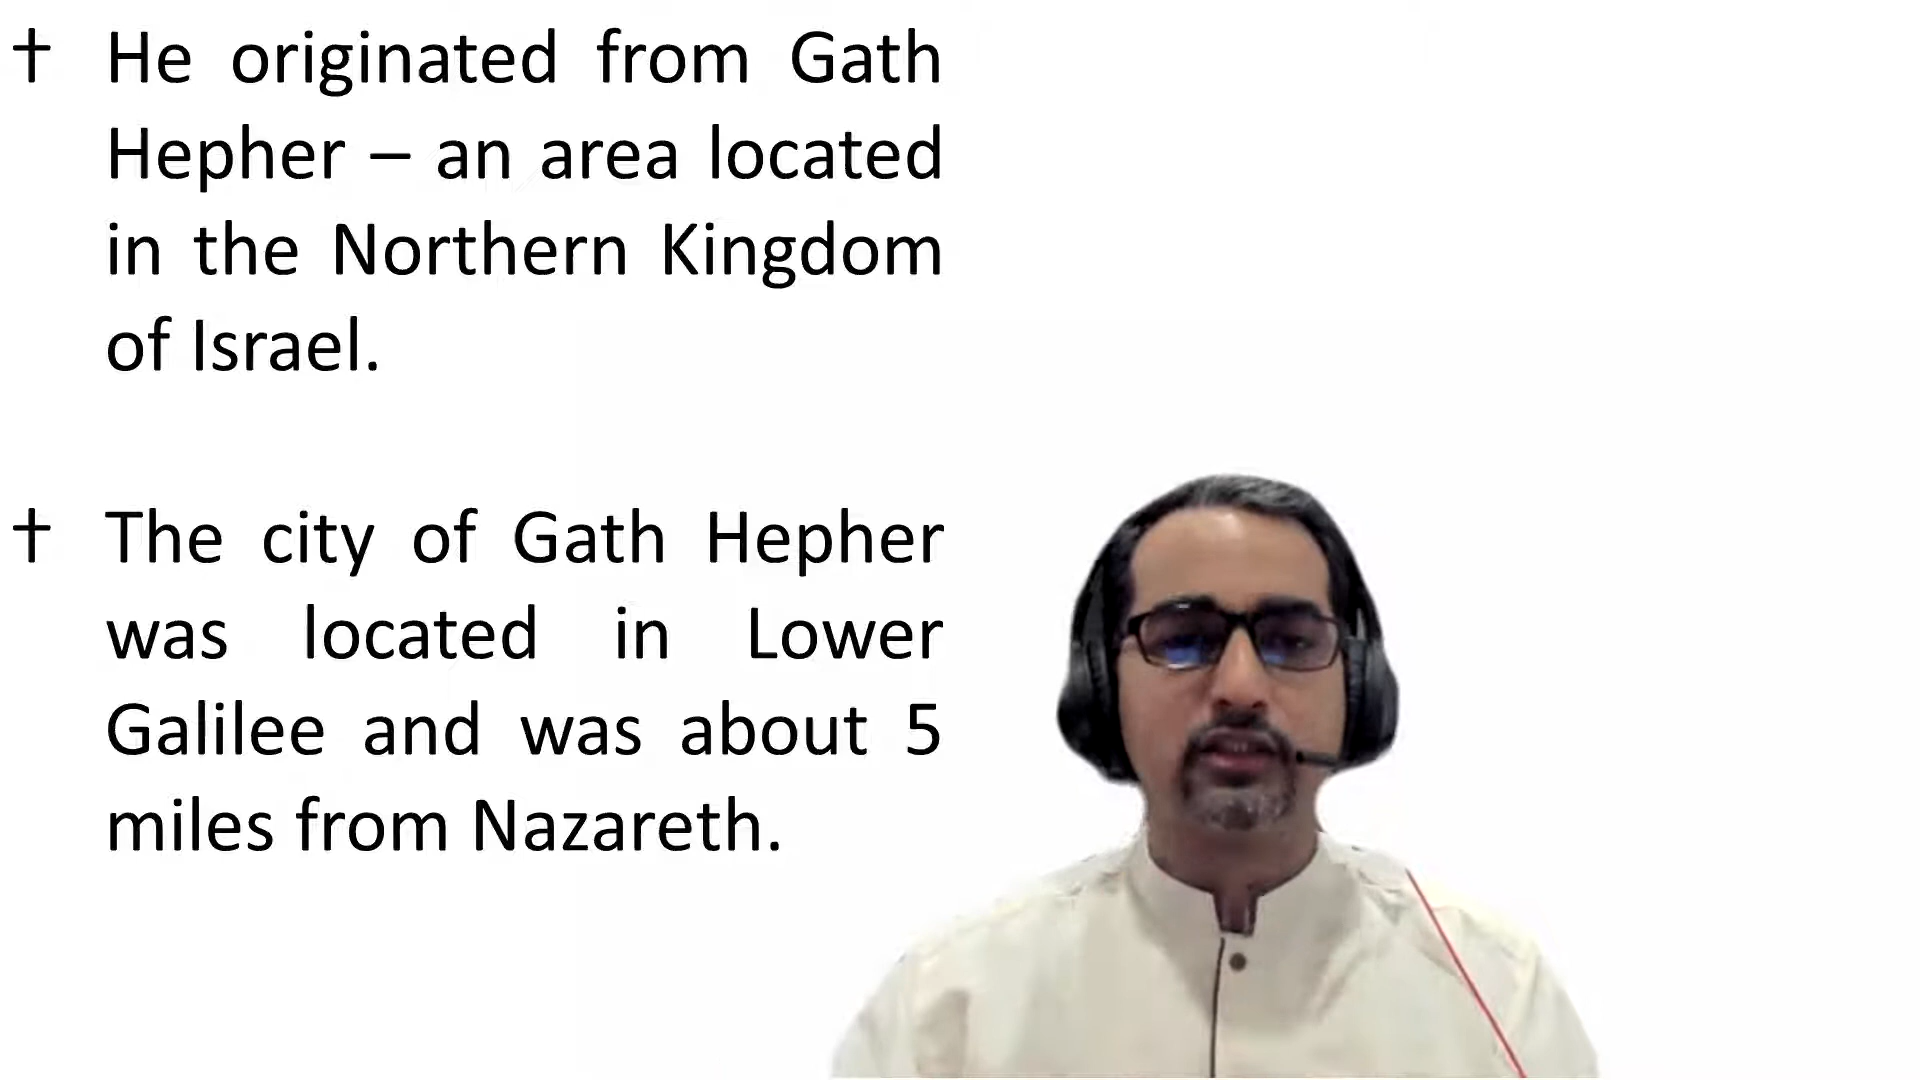 † He originated from Gath
Hepher – an area located
in the Northern Kingdom
of Israel.
† The city of Gath Hepher
was located in Lower
Galilee and was about 5
miles from Nazareth.